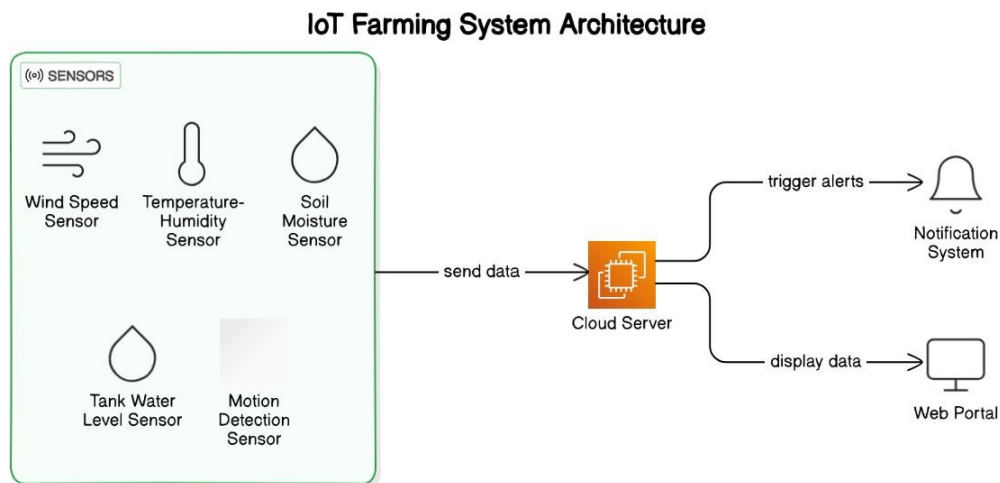 IoT Farming System Architecture
SENSORS
Wind Speed
Sensor
Temperature-
Humidity
Sensor
Soil
Moisture
Sensor
Tank Water
Level Sensor
Motion
Detection
Sensor
send data
Cloud Server
trigger alerts
Notification
System
display data
Web Portal